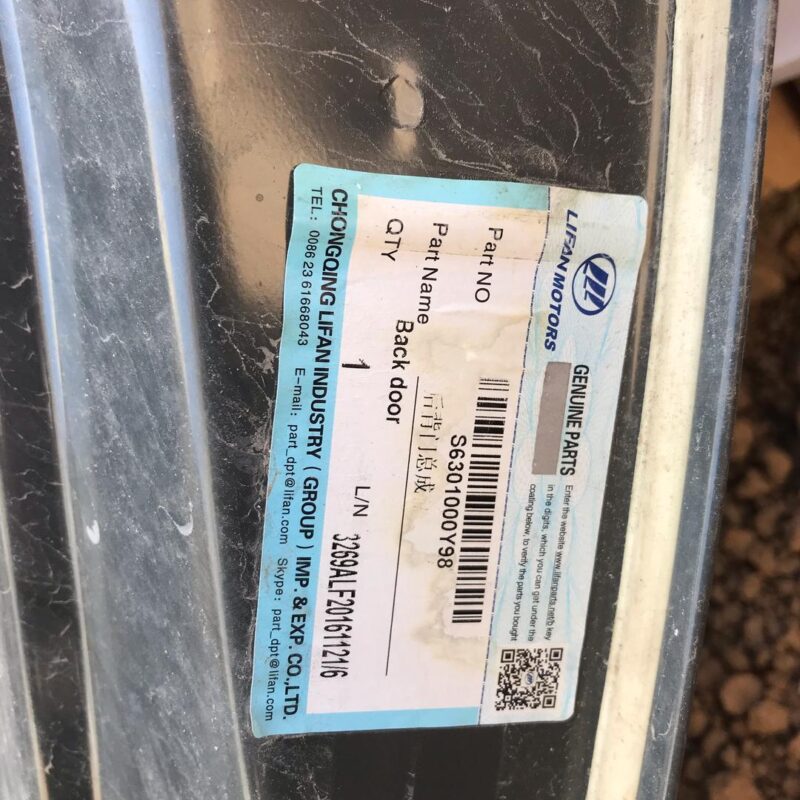 LIFAN MOTORS
GENUINE PARTS
Enter the website www.lifanparts.net/b key
in the digits, which you can get under the
coating below, to verify the parts you bought
Part NO
S6301000Y98
Part Name
后背门总成
Back door
QTY
1
L/N
3269ALF20161121/6
CHONGQING LIFAN INDUSTRY ( GROUP ) IMP. & EXP. CO.,LTD.
TEL: 0086 23 61668043 E-mail: part_dpt@lifan.com Skype: part_dpt@lifan.com